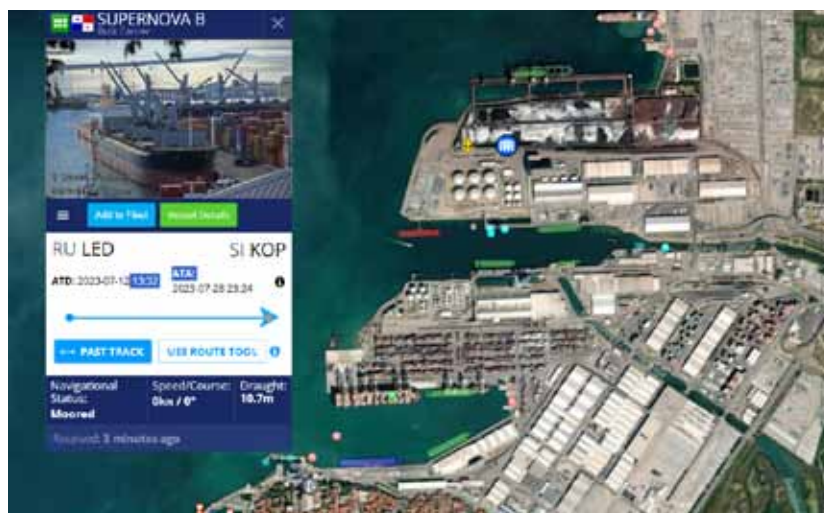 SUPERNOVA B
Bulk Carrier
Add to Fleet
Vessel Details
RU LED
SI KOP
ATD: 2023-07-12 13:32
ATA:
2023-07-28 23:24
PAST TRACK
USE ROUTE TOOL
Navigational
Status:
Moored
Speed/Course:
0kn / 0°
Draught:
10.7m
Received: 3 minutes ago